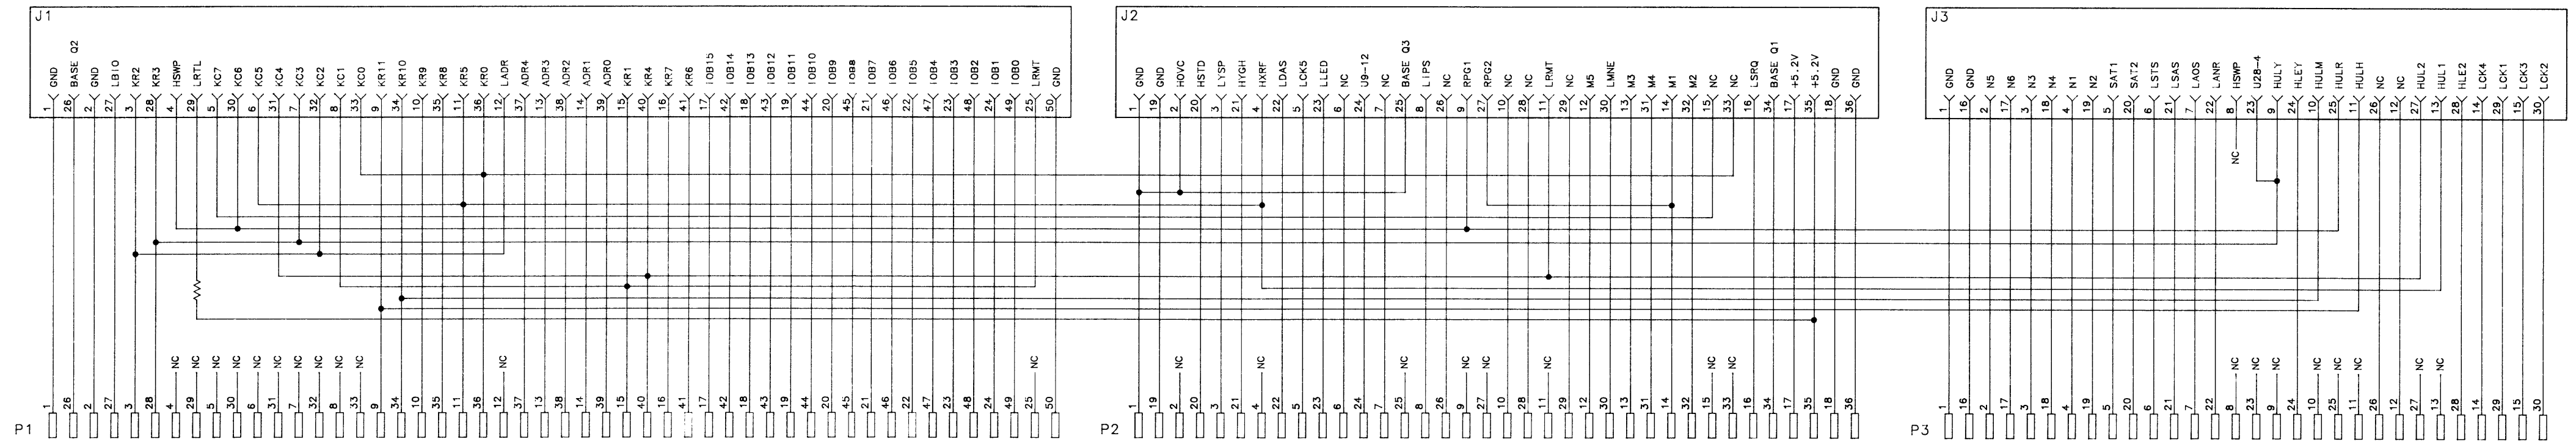 J1
GND BASE Q2 GND LBIO KR2 KR3 HSWP LRTL KC7 KC6 KC5 KC4 KC3 KC2 KC1 KC0 KR11 KR10 KR9 KR8 KR5 KR0 LADR ADR4 ADR3 ADR2 ADR1 ADR0 KR1 KR4 KR7 KR6 IOB15 IOB14 IOB13 IOB12 IOB11 IOB10 IOB9 IOB8 IOB7 IOB6 IOB5 IOB4 IOB3 IOB2 IOB1 IOB0 LRMT GND
1 26 2 27 3 28 4 29 5 30 6 31 7 32 8 33 9 34 10 35 11 36 12 37 13 38 14 39 15 40 16 41 17 42 18 43 19 44 20 45 21 46 22 47 23 48 24 49 25 50
J2
GND GND HOVC HSTD LYSP HYGH HXRF LDAS LCK5 LLED NC U9-12 NC BASE Q3 LIPS NC RPG1 RPG2 NC NC LRMT NC M5 LMNE M3 M4 M1 M2 NC NC LSRQ BASE Q1 +5.2V +5.2V GND GND
1 19 2 20 3 21 4 22 5 23 6 24 7 25 8 26 9 27 10 28 11 29 12 30 13 31 14 32 15 33 16 34 17 35 18 36
J3
GND GND N5 N6 N3 N4 N1 N2 SAT1 SAT2 LSTS LSAS LAOS LANR HSWP U28-4 HULY HLEY HULM HULR HULH NC NC HUL2 HUL1 HLE2 LCK4 LCK1 LCK3 LCK2
1 16 2 17 3 18 4 19 5 20 6 21 7 22 8 23 9 24 10 25 11 26 12 27 13 28 14 29 15 30
NC
NC NC NC NC NC NC NC NC NC NC NC NC
NC NC NC NC NC NC NC NC
NC NC NC NC NC NC NC NC
P1
1 26 2 27 3 28 4 29 5 30 6 31 7 32 8 33 9 34 10 35 11 36 12 37 13 38 14 39 15 40 16 41 17 42 18 43 19 44 20 45 21 46 22 47 23 48 24 49 25 50
P2
1 19 2 20 3 21 4 22 5 23 6 24 7 25 8 26 9 27 10 28 11 29 12 30 13 31 14 32 15 33 16 34 17 35 18 36
P3
1 16 2 17 3 18 4 19 5 20 6 21 7 22 8 23 9 24 10 25 11 26 12 27 13 28 14 29 15 30